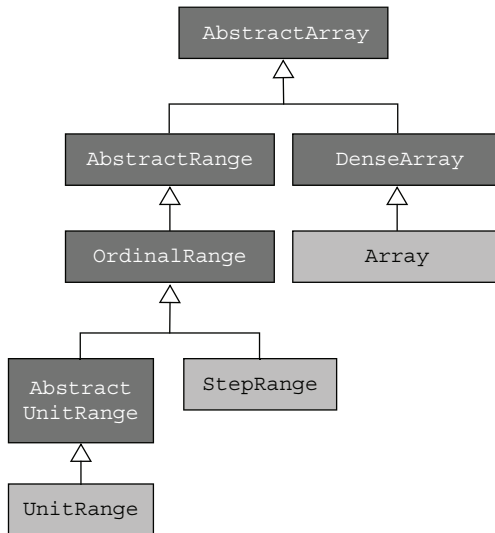 AbstractArray
AbstractRange
DenseArray
OrdinalRange
Array
Abstract
UnitRange
StepRange
UnitRange